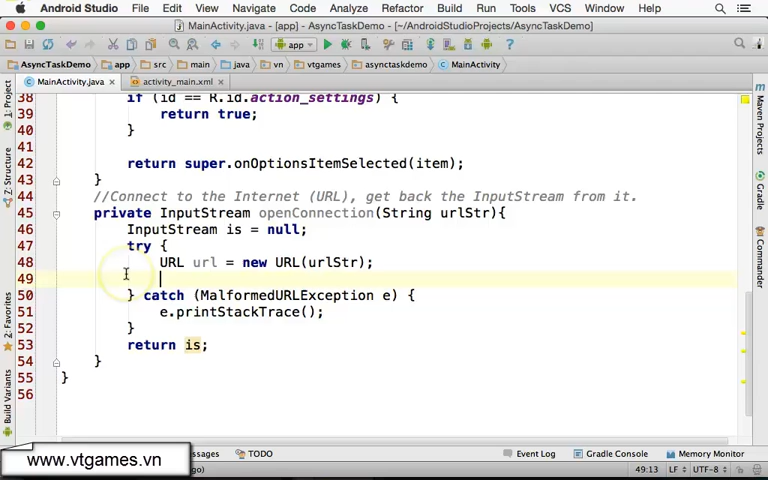 Android Studio File Edit View Navigate Code Analyze Refactor Build Run Tools VCS Window Help
MainActivity.java - [app] - AsyncTaskDemo - [~/AndroidStudioProjects/AsyncTaskDemo]
app
AsyncTaskDemo app src main java vn vtgames asynctaskdemo MainActivity
MainActivity.java activity_main.xml
38 if (id == R.id.action_settings) {
39 return true;
40 }
41
42 return super.onOptionsItemSelected(item);
43 }
44 //Connect to the Internet (URL), get back the InputStream from it.
45 private InputStream openConnection(String urlStr){
46 InputStream is = null;
47 try {
48 URL url = new URL(urlStr);
49
50 } catch (MalformedURLException e) {
51 e.printStackTrace();
52 }
53 return is;
54 }
55 }
56
1: Project
7: Structure
2: Favorites
Build Variants
Maven Projects
Gradle
Commander
ssages TODO Event Log Gradle Console Memory Monitor
go) 49:13 LF UTF-8
www.vtgames.vn